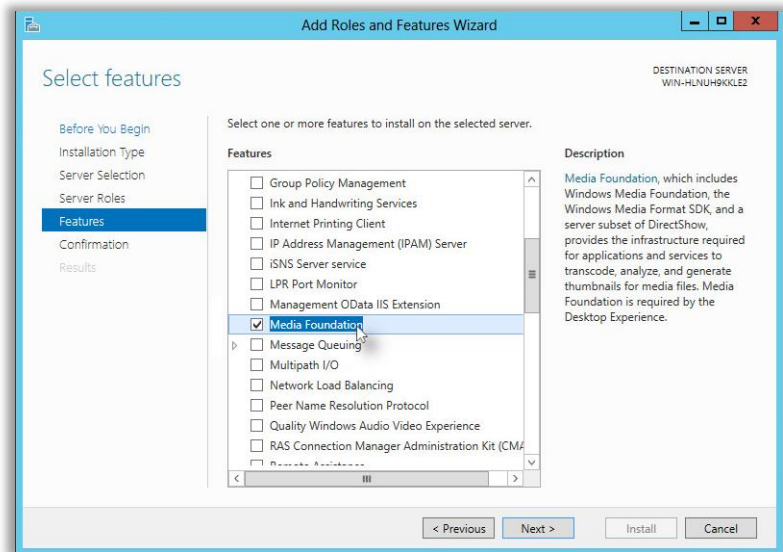 Add Roles and Features Wizard
Select features
DESTINATION SERVER
WIN-HLNUH9KKLE2
Before You Begin
Installation Type
Server Selection
Server Roles
Features
Confirmation
Results
Select one or more features to install on the selected server.
Features
Group Policy Management
Ink and Handwriting Services
Internet Printing Client
IP Address Management (IPAM) Server
iSNS Server service
LPR Port Monitor
Management OData IIS Extension
Media Foundation
Message Queuing
Multipath I/O
Network Load Balancing
Peer Name Resolution Protocol
Quality Windows Audio Video Experience
RAS Connection Manager Administration Kit (CMA
Remote Assistance
Description
Media Foundation, which includes
Windows Media Foundation, the
Windows Media Format SDK, and a
server subset of DirectShow,
provides the infrastructure required
for applications and services to
transcode, analyze, and generate
thumbnails for media files. Media
Foundation is required by the
Desktop Experience.
< Previous
Next >
Install
Cancel